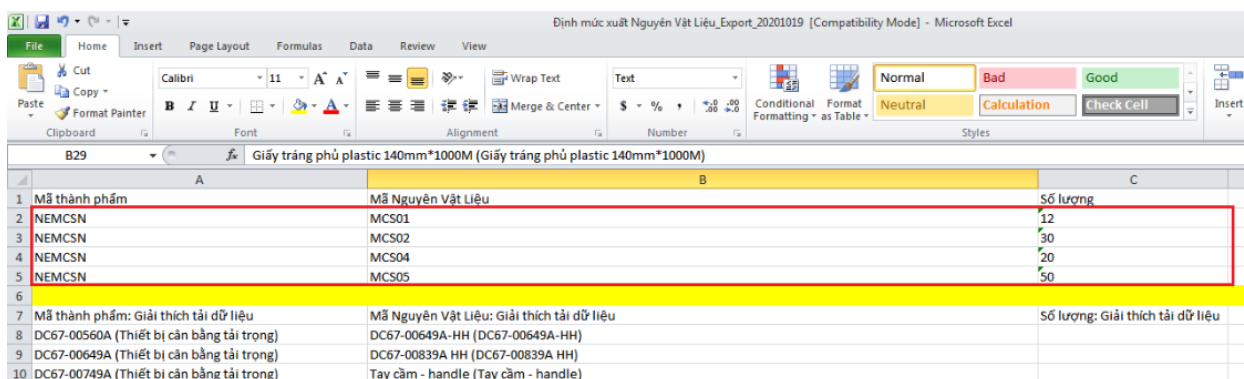 Định mức xuất Nguyên Vật Liệu_Export_20201019 [Compatibility Mode] - Microsoft Excel
File Home Insert Page Layout Formulas Data Review View
Cut
Copy
Format Painter
Paste
Clipboard
Calibri 11 A A
B I U A
Font
Wrap Text
Merge & Center
Alignment
Text
$ % , .00 .0
Number
Conditional Formatting
Format as Table
Normal Bad Good
Neutral Calculation Check Cell
Styles
Insert
B29 fx Giấy tráng phủ plastic 140mm*1000M (Giấy tráng phủ plastic 140mm*1000M)
A B C
1 Mã thành phẩm Mã Nguyên Vật Liệu Số lượng
2 NEMCSN MCS01 12
3 NEMCSN MCS02 30
4 NEMCSN MCS04 20
5 NEMCSN MCS05 50
6
7 Mã thành phẩm: Giải thích tải dữ liệu Mã Nguyên Vật Liệu: Giải thích tải dữ liệu Số lượng: Giải thích tải dữ liệu
8 DC67-00560A (Thiết bị cân bằng tải trọng) DC67-00649A-HH (DC67-00649A-HH)
9 DC67-00649A (Thiết bị cân bằng tải trọng) DC67-00839A HH (DC67-00839A HH)
10 DC67-00749A (Thiết bị cân bằng tải trọng) Tay cầm - handle (Tay cầm - handle)